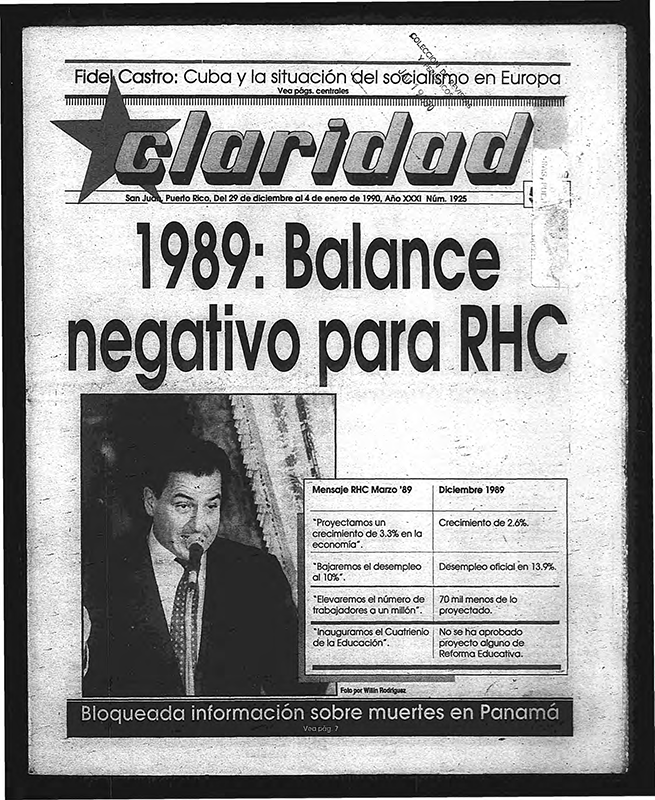 COLECCION DE REVISTAS
Y PERIODICOS
Fidel Castro: Cuba y la situación del socialismo en Europa
Vea págs. centrales
claridad
San Juan, Puerto Rico, Del 29 de diciembre al 4 de enero de 1990, Año XXXI Núm. 1925
1989: Balance
negativo para RHC
Mensaje RHC Marzo '89
Diciembre 1989
"Proyectamos un
crecimiento de 3.3% en la
economía".
Crecimiento de 2.6%.
"Bajaremos el desempleo
al 10%".
Desempleo oficial en 13.9%.
"Elevaremos el número de
trabajadores a un millón".
70 mil menos de lo
proyectado.
"Inauguramos el Cuatrienio
de la Educación".
No se ha aprobado
proyecto alguno de
Reforma Educativa.
Foto por Willin Rodríguez
Bloqueada información sobre muertes en Panamá
Vea pág. 7